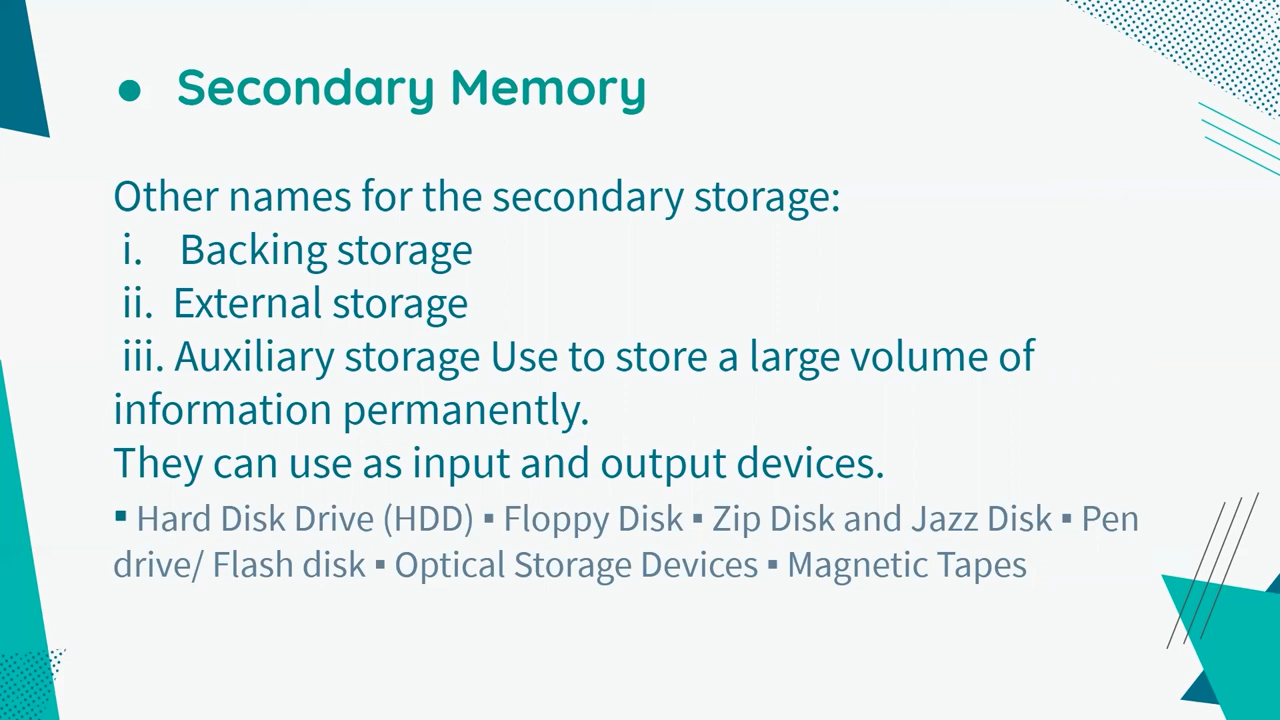 ● Secondary Memory
Other names for the secondary storage:
i. Backing storage
ii. External storage
iii. Auxiliary storage Use to store a large volume of
information permanently.
They can use as input and output devices.
▪ Hard Disk Drive (HDD) ▪ Floppy Disk ▪ Zip Disk and Jazz Disk ▪ Pen
drive/ Flash disk ▪ Optical Storage Devices ▪ Magnetic Tapes